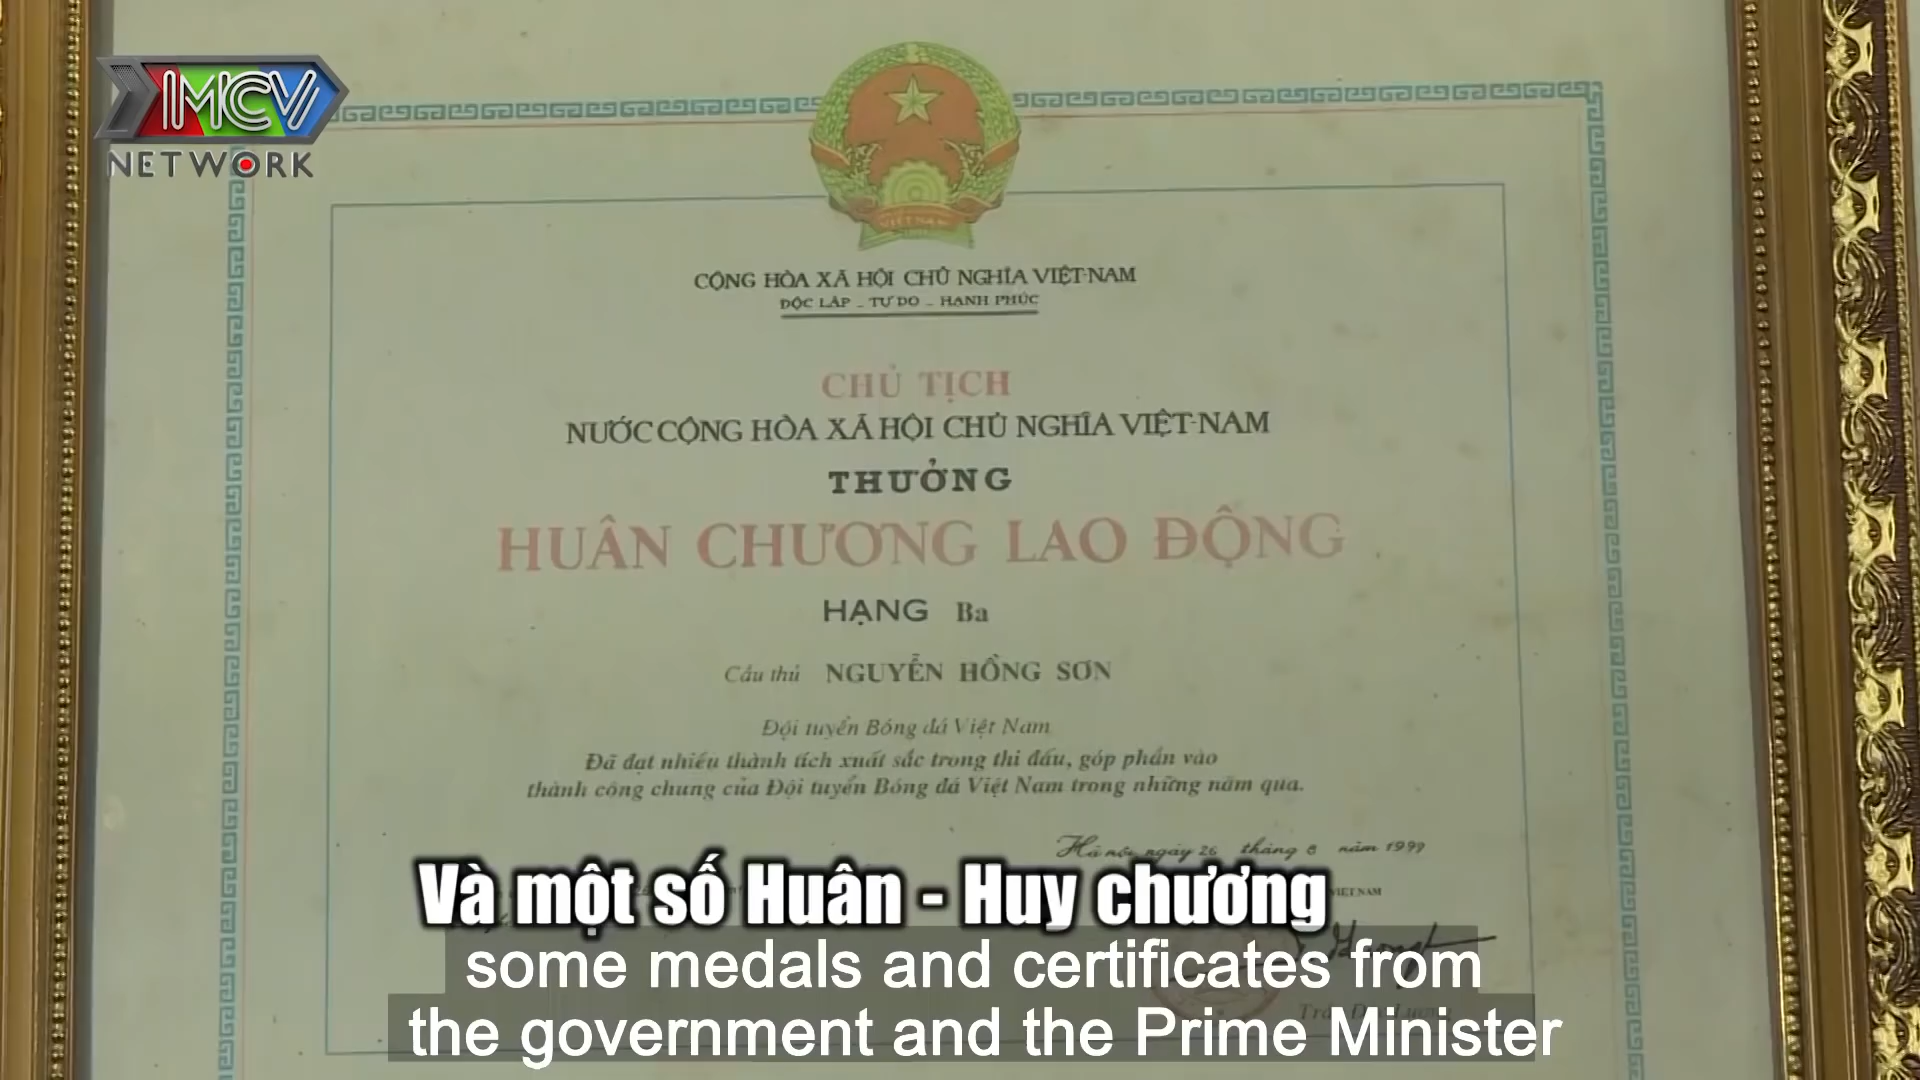 MCV
NETWORK
VIỆT NAM
CỘNG HÒA XÃ HỘI CHỦ NGHĨA VIỆT NAM
ĐỘC LẬP - TỰ DO - HẠNH PHÚC
CHỦ TỊCH
NƯỚC CỘNG HÒA XÃ HỘI CHỦ NGHĨA VIỆT NAM
THƯỞNG
HUÂN CHƯƠNG LAO ĐỘNG
HẠNG Ba
Cầu thủ NGUYỄN HỒNG SƠN
Đội tuyển Bóng đá Việt Nam
Đã đạt nhiều thành tích xuất sắc trong thi đấu, góp phần vào
thành công chung của Đội tuyển Bóng đá Việt Nam trong những năm qua.
Hà nội, ngày 26 tháng 8 năm 1999
VIỆT NAM
Và một số Huân - Huy chương
some medals and certificates from
the government and the Prime Minister